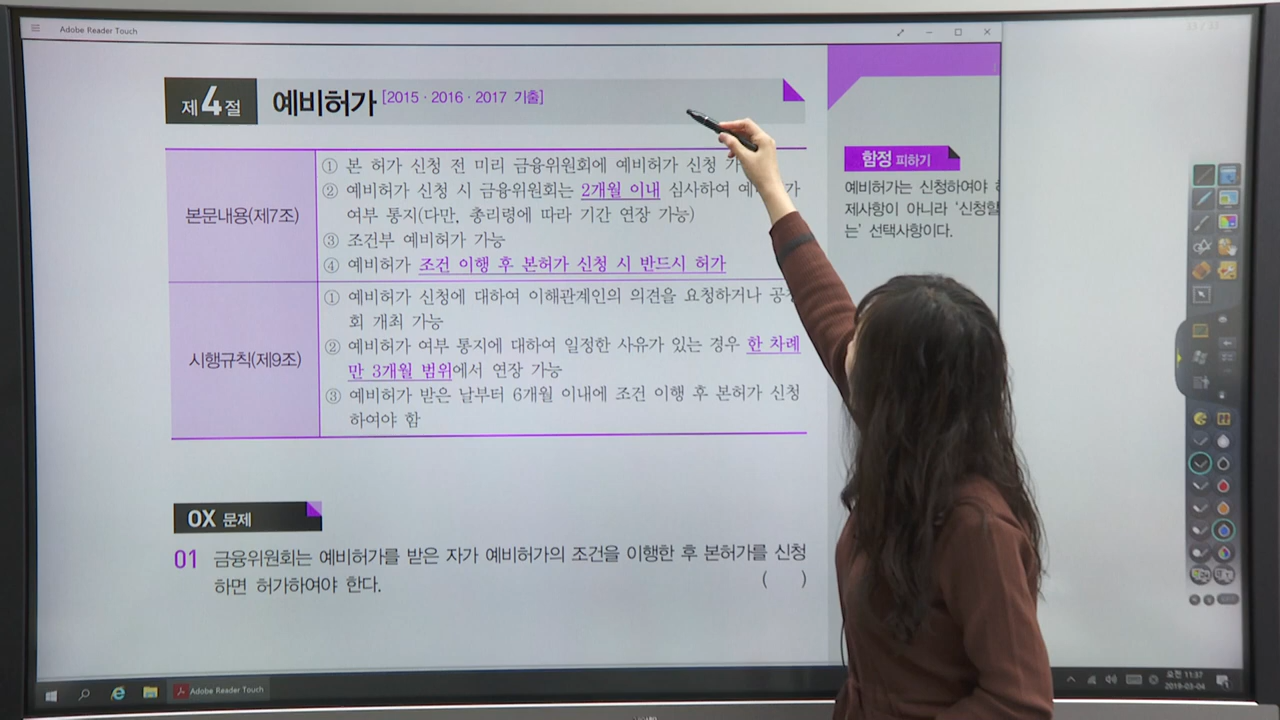 Adobe Reader Touch
제4절 예비허가 [2015·2016·2017 기출]
본문내용(제7조)
① 본 허가 신청 전 미리 금융위원회에 예비허가 신청
② 예비허가 신청 시 금융위원회는 2개월 이내 심사하여
여부 통지(다만, 총리령에 따라 기간 연장 가능)
③ 조건부 예비허가 가능
④ 예비허가 조건 이행 후 본허가 신청 시 반드시 허가
시행규칙(제9조)
① 예비허가 신청에 대하여 이해관계인의 의견을 요청하거나
회 개최 가능
② 예비허가 여부 통지에 대하여 일정한 사유가 있는 경우 한 차례
만 3개월 범위에서 연장 가능
③ 예비허가 받은 날부터 6개월 이내에 조건 이행 후 본허가 신청
하여야 함
함정 피하기
예비허가는 신청하여야
제사항이 아니라 '신청할
는' 선택사항이다.
OX 문제
01 금융위원회는 예비허가를 받은 자가 예비허가의 조건을 이행한 후 본허가를 신청
하면 허가하여야 한다. ( )
Adobe Reader Touch
오전 11:37
2019-03-04